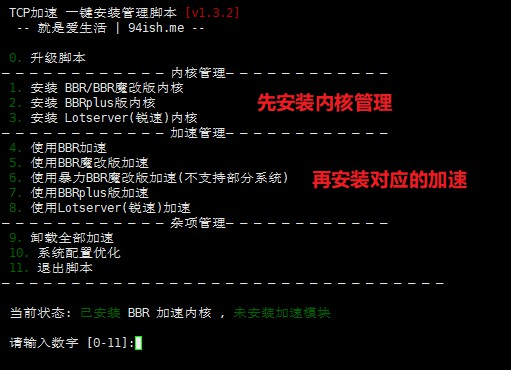 TCP加速 一键安装管理脚本 [v1.3.2]
-- 就是爱生活 | 94ish.me --
0. 升级脚本
————————————内核管理————————————
1. 安装 BBR/BBR魔改版内核
2. 安装 BBRplus版内核
3. 安装 Lotserver(锐速)内核
先安装内核管理
————————————加速管理————————————
4. 使用BBR加速
5. 使用BBR魔改版加速
6. 使用暴力BBR魔改版加速(不支持部分系统)
7. 使用BBRplus版加速
8. 使用Lotserver(锐速)加速
再安装对应的加速
————————————杂项管理————————————
9. 卸载全部加速
10. 系统配置优化
11. 退出脚本
————————————————————————————————
当前状态: 已安装 BBR 加速内核 , 未安装加速模块
请输入数字 [0-11]: